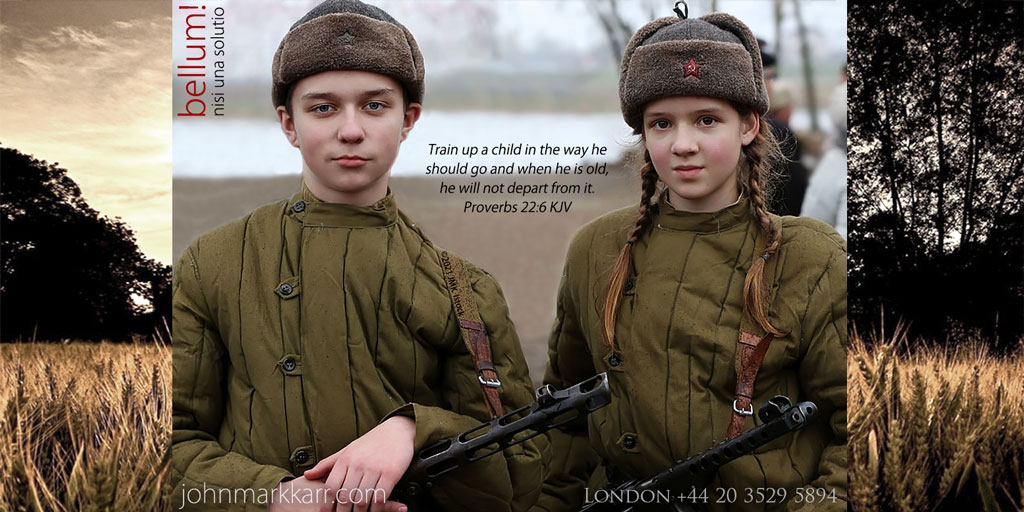 bellum!
nisi una solutio
Train up a child in the way he
should go and when he is old,
he will not depart from it.
Proverbs 22:6 KJV
johnmarkkarr.com
LONDON +44 20 3529 5894